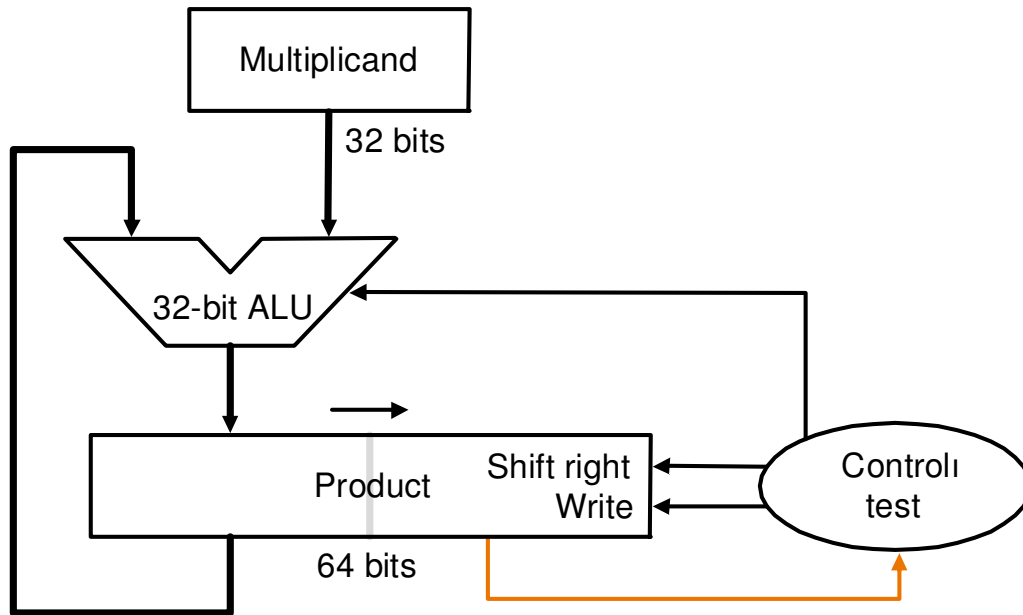 Multiplicand
32 bits
32-bit ALU
Product
Shift right
Write
64 bits
Controlı
test